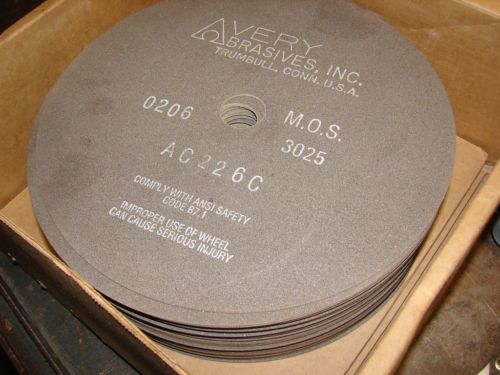 AVERY
ABRASIVES, INC.
TRUMBULL, CONN. U.S.A.
0206
M.O.S.
3025
AC226C
COMPLY WITH ANSI SAFETY
CODE B7.1
IMPROPER USE OF WHEEL
CAN CAUSE SERIOUS INJURY